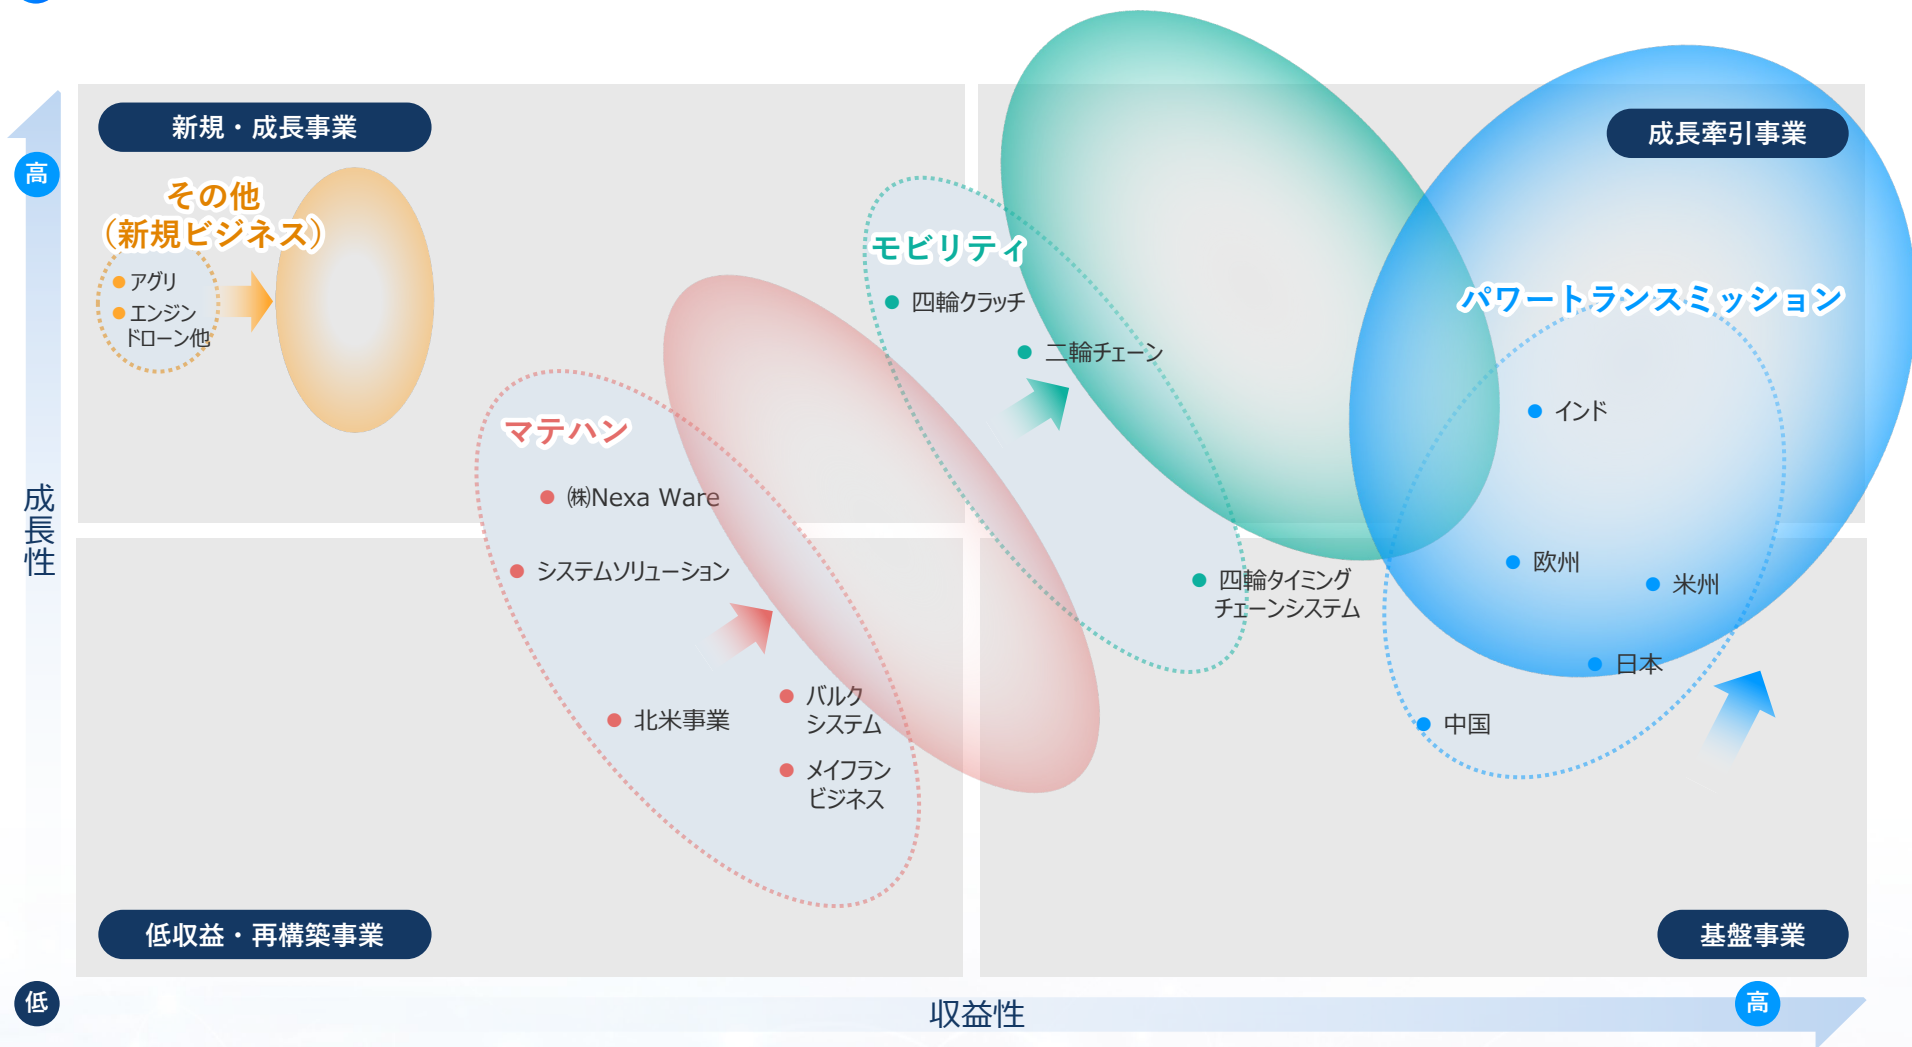 新規・成長事業
成長牽引事業
高
その他
（新規ビジネス）
アグリ
エンジン
ドローン他
モビリティ
四輪クラッチ
二輪チェーン
四輪タイミング
チェーンシステム
パワートランスミッション
インド
欧州
米州
日本
中国
マテハン
㈱Nexa Ware
システムソリューション
北米事業
バルク
システム
メイフラン
ビジネス
成長性
低収益・再構築事業
基盤事業
低
収益性
高